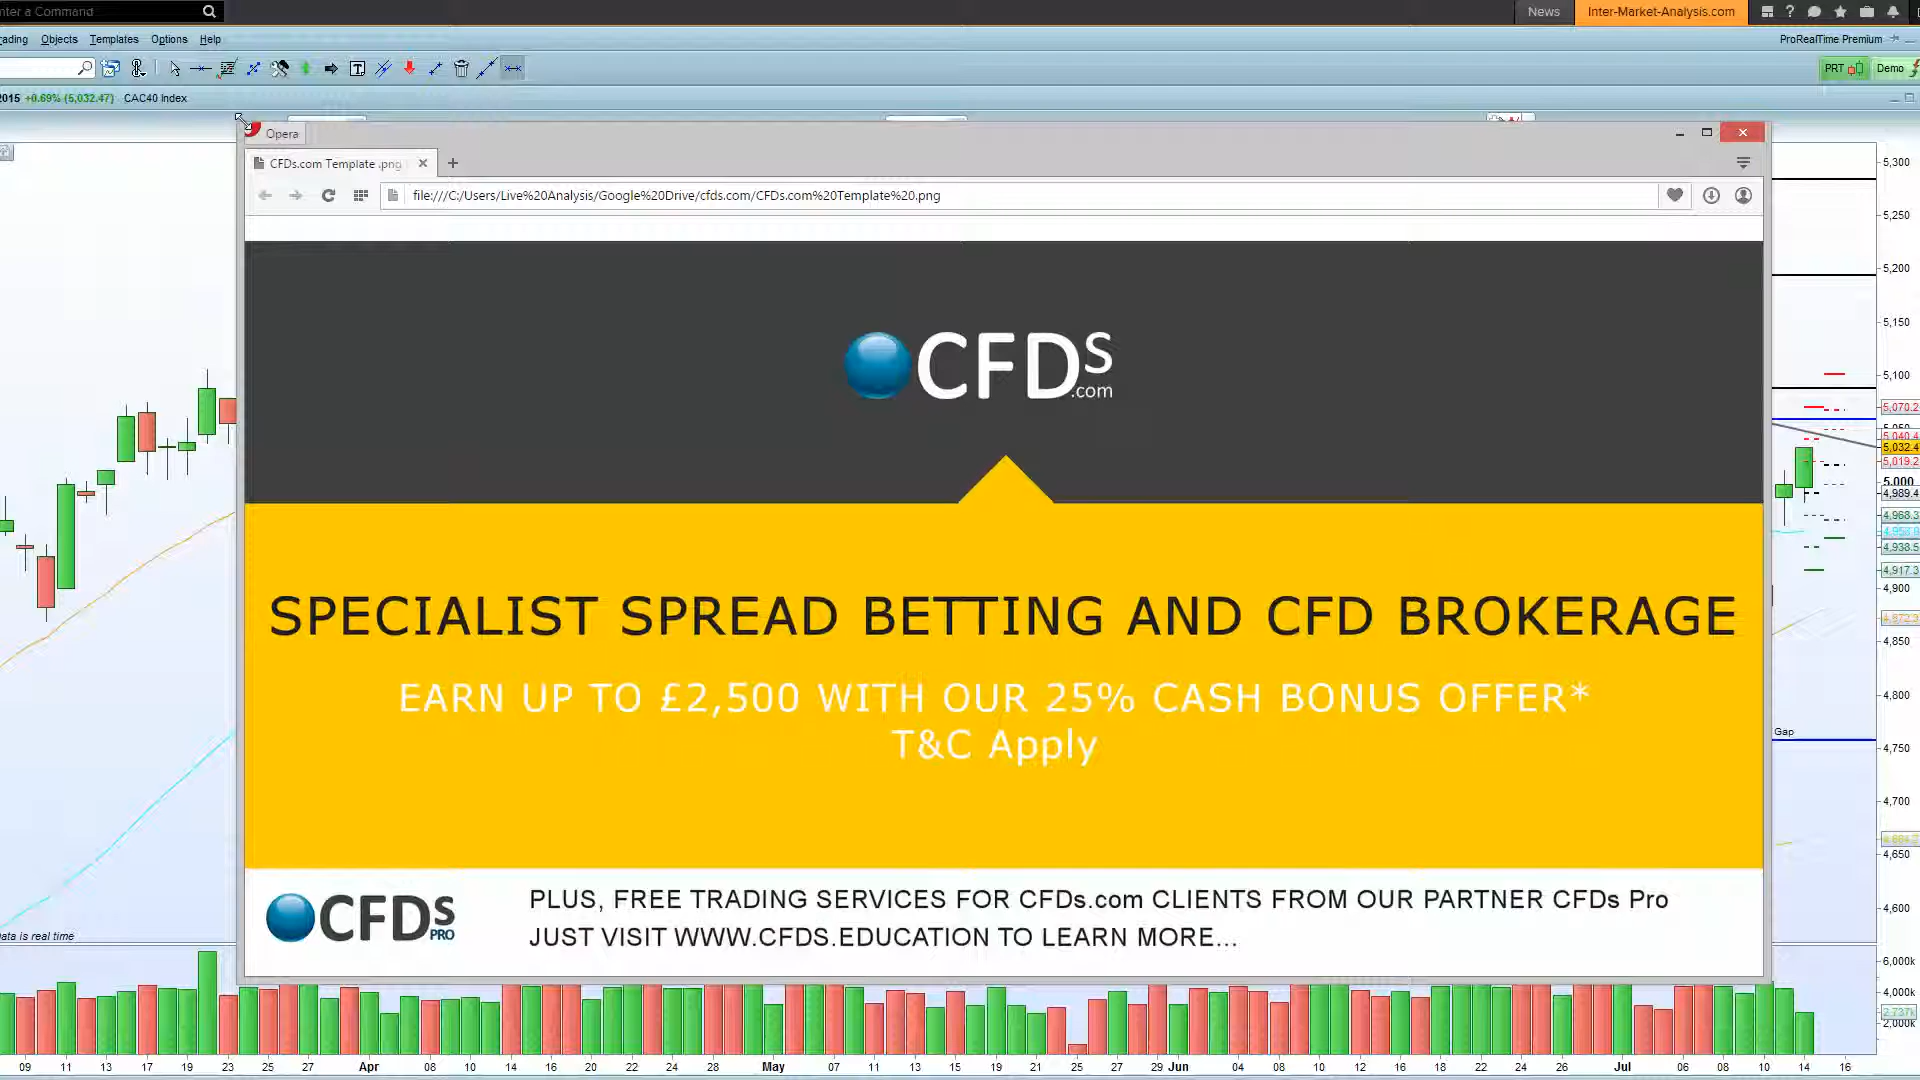 nter a Command
News
Inter-Market-Analysis.com
ading Objects Templates Options Help
ProRealTime Premium
PRT
Demo
2015 +0.69% (5,032.47) CAC40 Index
Opera
CFDs.com Template .png
file:///C:/Users/Live%20Analysis/Google%20Drive/cfds.com/CFDs.com%20Template%20.png
CFDs
.com
SPECIALIST SPREAD BETTING AND CFD BROKERAGE
EARN UP TO £2,500 WITH OUR 25% CASH BONUS OFFER*
T&C Apply
CFDs
PRO
PLUS, FREE TRADING SERVICES FOR CFDs.com CLIENTS FROM OUR PARTNER CFDs Pro
JUST VISIT WWW.CFDS.EDUCATION TO LEARN MORE...
5,300
5,250
5,200
5,150
5,100
5,070.2
5,040.4
5,032.4
5,019.2
5,000
4,989.4
4,968.3
4,938.5
4,917.3
4,900
4,850
4,800
Gap
4,750
4,700
4,650
4,600
ata is real time
6,000k
4,000k
2,737k
2,000k
09 11 13 17 19 23 25 27 Apr 08 10 14 16 20 22 24 28 May 07 11 13 15 19 21 25 27 29 Jun 04 08 10 12 16 18 22 24 26 Jul 06 08 10 14 16